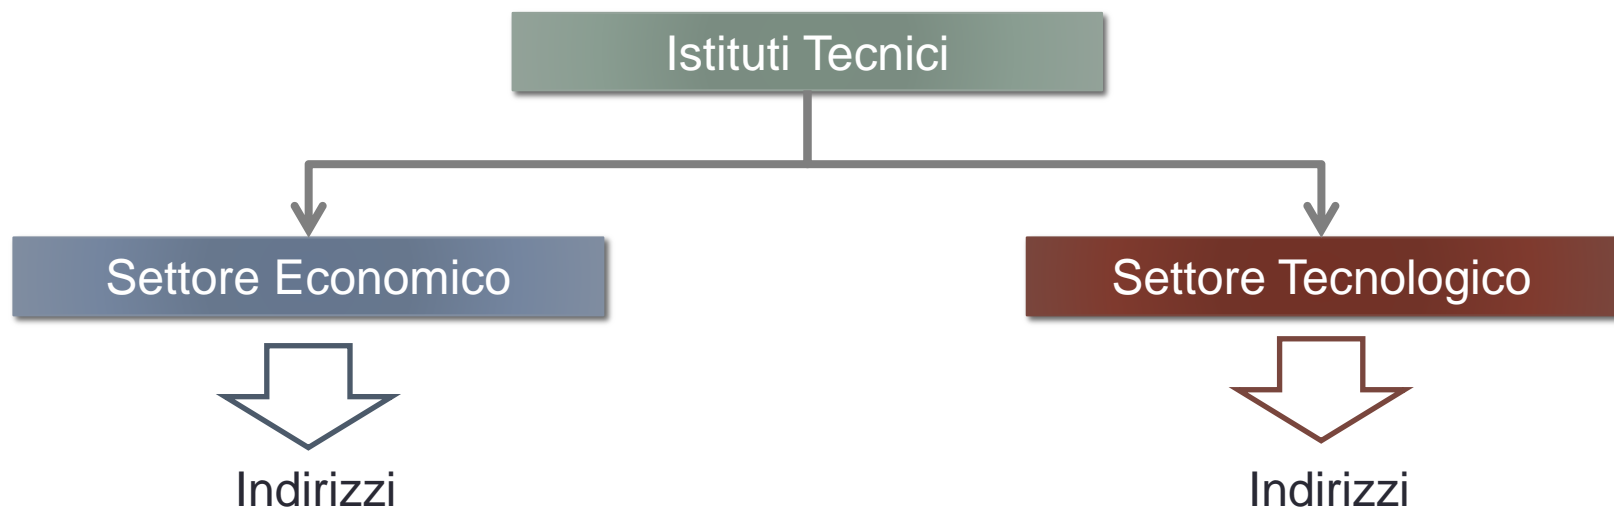 Istituti Tecnici
Settore Economico
Settore Tecnologico
Indirizzi
Indirizzi